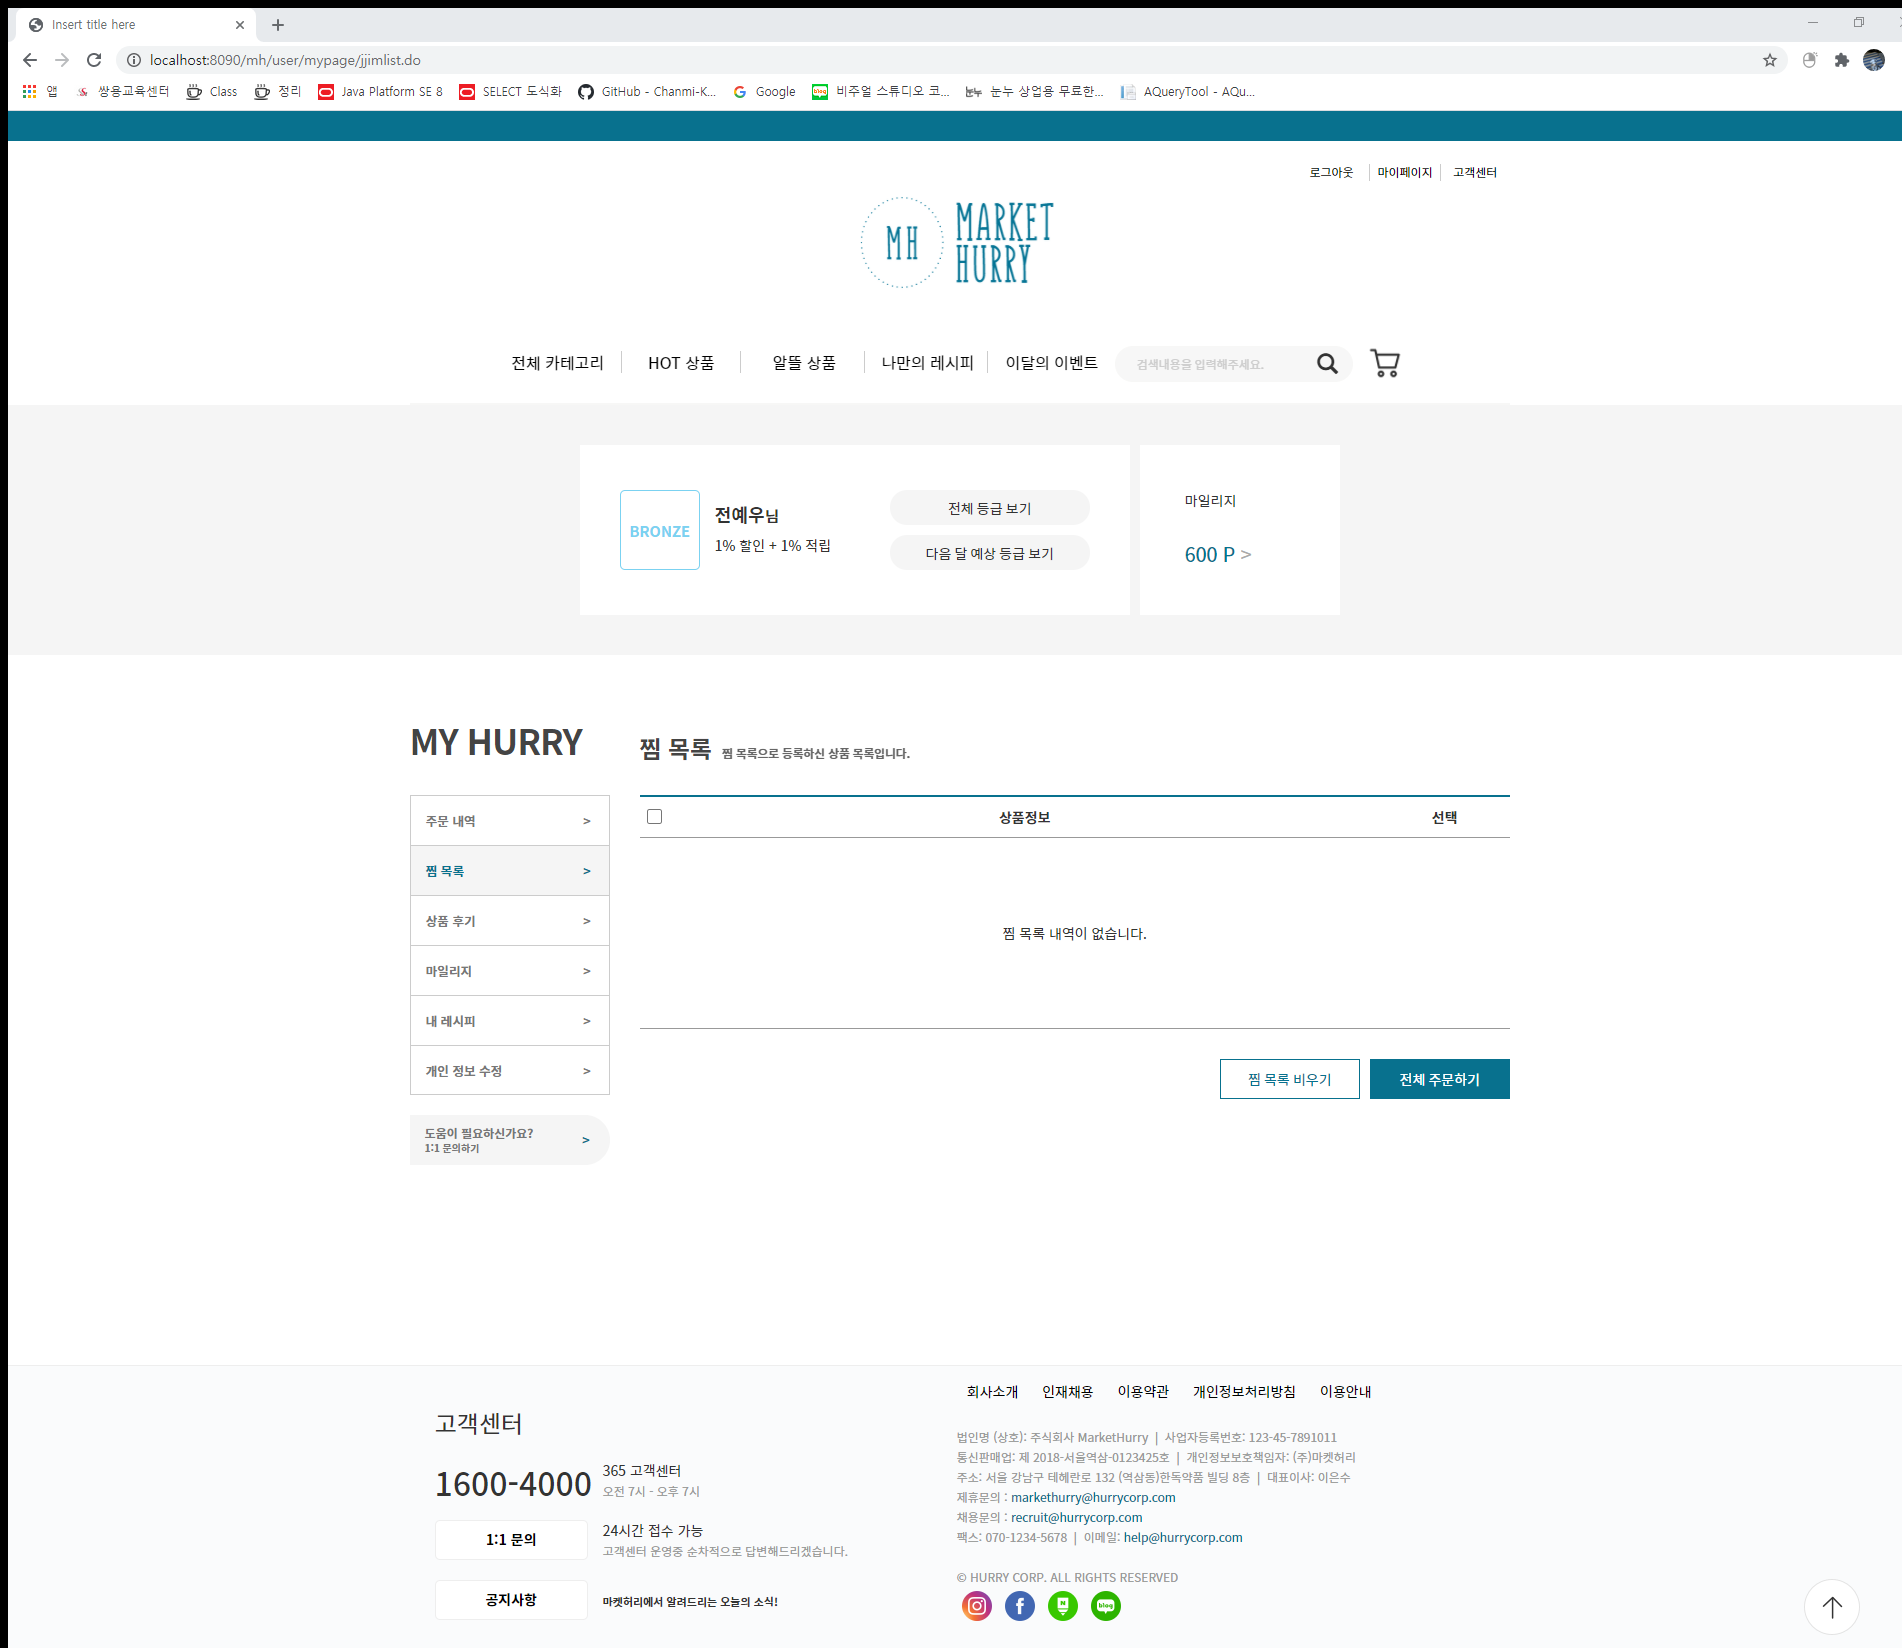 Insert title here
localhost:8090/mh/user/mypage/jjimlist.do
앱 쌍용교육센터 Class 정리 Java Platform SE 8 SELECT 도식화 GitHub - Chanmi-K... Google 비주얼 스튜디오 코... 눈누 상업용 무료한... AQueryTool - AQu...
로그아웃 마이페이지 고객센터
MH MARKET HURRY
전체 카테고리 HOT 상품 알뜰 상품 나만의 레시피 이달의 이벤트 검색내용을 입력해주세요.
BRONZE
전예우님
1% 할인 + 1% 적립
전체 등급 보기
다음 달 예상 등급 보기
마일리지
600 P >
MY HURRY
주문 내역 >
찜 목록 >
상품 후기 >
마일리지 >
내 레시피 >
개인 정보 수정 >
도움이 필요하신가요? >
1:1 문의하기
찜 목록 찜 목록으로 등록하신 상품 목록입니다.
상품정보 선택
찜 목록 내역이 없습니다.
찜 목록 비우기 전체 주문하기
고객센터
1600-4000 365 고객센터
오전 7시 - 오후 7시
1:1 문의 24시간 접수 가능
고객센터 운영중 순차적으로 답변해드리겠습니다.
공지사항 마켓허리에서 알려드리는 오늘의 소식!
회사소개 인재채용 이용약관 개인정보처리방침 이용안내
법인명 (상호): 주식회사 MarketHurry | 사업자등록번호: 123-45-7891011
통신판매업: 제 2018-서울역삼-0123425호 | 개인정보보호책임자: (주)마켓허리
주소: 서울 강남구 테헤란로 132 (역삼동)한독약품 빌딩 8층 | 대표이사: 이은수
제휴문의 : markethurry@hurrycorp.com
채용문의 : recruit@hurrycorp.com
팩스: 070-1234-5678 | 이메일: help@hurrycorp.com
© HURRY CORP. ALL RIGHTS RESERVED
N blog